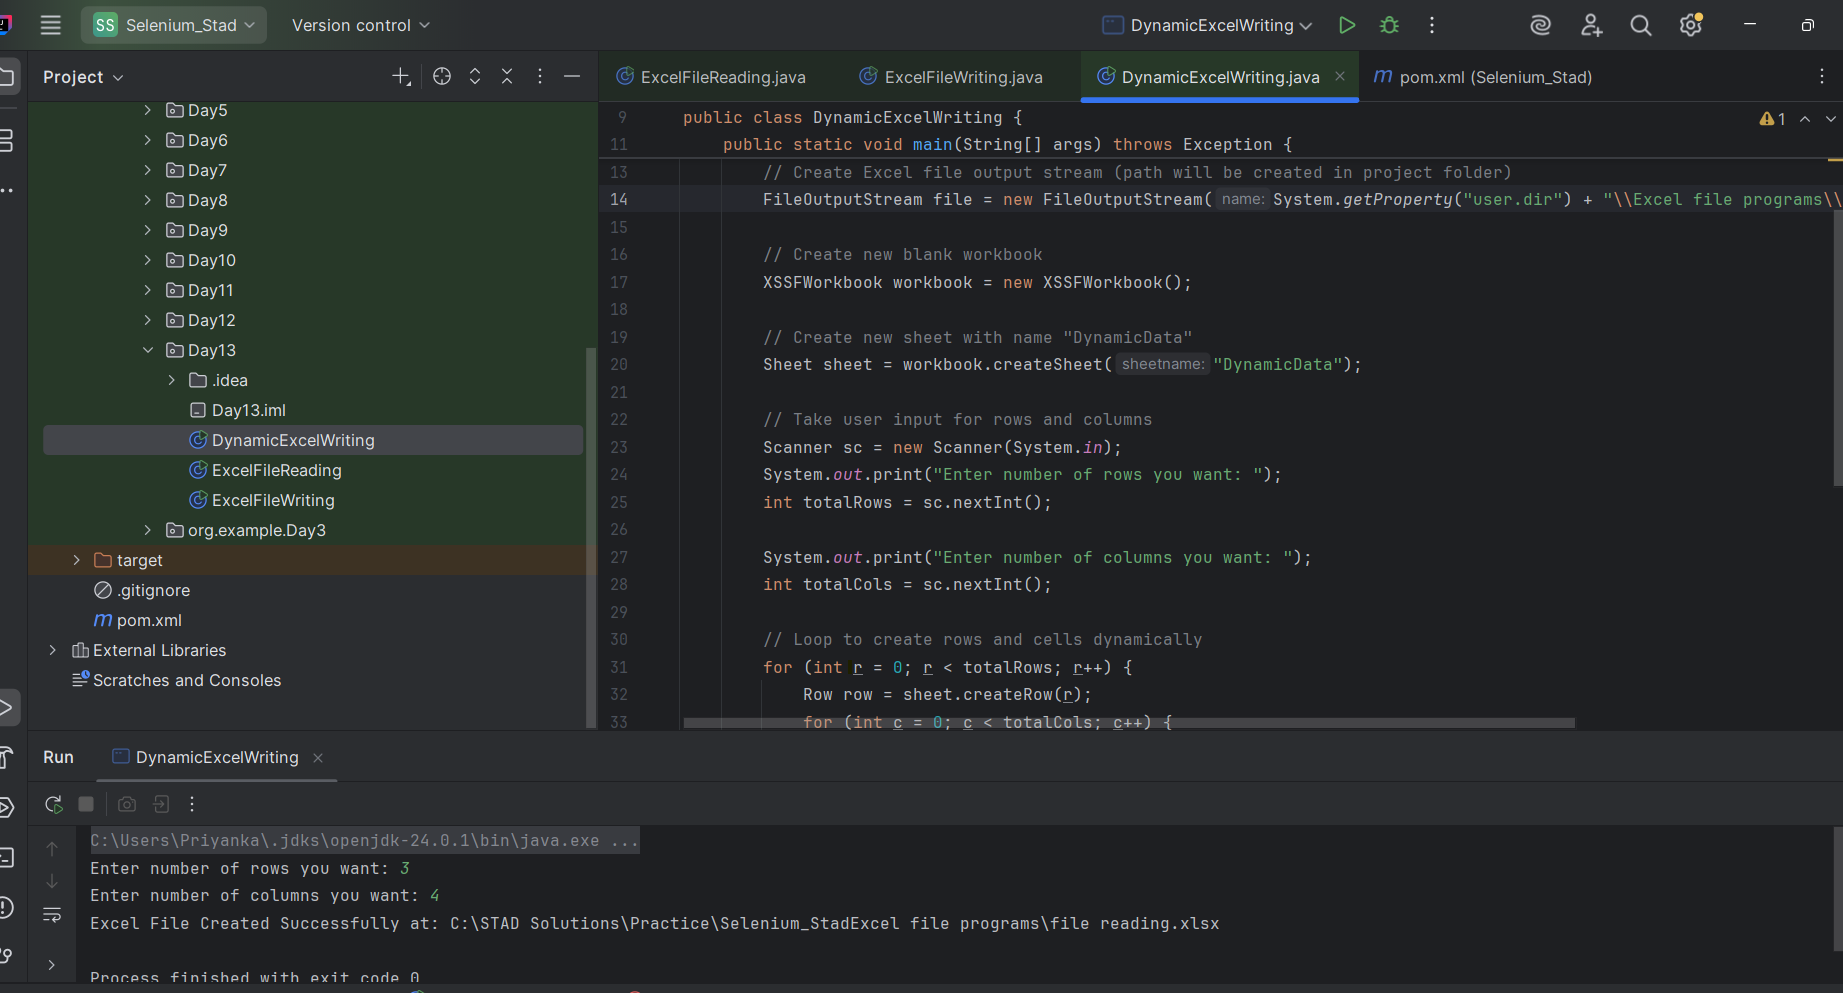 SS Selenium_Stad Version control DynamicExcelWriting
Project
ExcelFileReading.java ExcelFileWriting.java DynamicExcelWriting.java m pom.xml (Selenium_Stad)
Day5
Day6
Day7
Day8
Day9
Day10
Day11
Day12
Day13
.idea
Day13.iml
DynamicExcelWriting
ExcelFileReading
ExcelFileWriting
org.example.Day3
target
.gitignore
m pom.xml
External Libraries
Scratches and Consoles
1
9 public class DynamicExcelWriting {
11 public static void main(String[] args) throws Exception {
13 // Create Excel file output stream (path will be created in project folder)
14 FileOutputStream file = new FileOutputStream( name: System.getProperty("user.dir") + "\\Excel file programs\\
15
16 // Create new blank workbook
17 XSSFWorkbook workbook = new XSSFWorkbook();
18
19 // Create new sheet with name "DynamicData"
20 Sheet sheet = workbook.createSheet( sheetname: "DynamicData");
21
22 // Take user input for rows and columns
23 Scanner sc = new Scanner(System.in);
24 System.out.print("Enter number of rows you want: ");
25 int totalRows = sc.nextInt();
26
27 System.out.print("Enter number of columns you want: ");
28 int totalCols = sc.nextInt();
29
30 // Loop to create rows and cells dynamically
31 for (int r = 0; r < totalRows; r++) {
32 Row row = sheet.createRow(r);
33 for (int c = 0; c < totalCols; c++) {
Run DynamicExcelWriting
C:\Users\Priyanka\.jdks\openjdk-24.0.1\bin\java.exe ...
Enter number of rows you want: 3
Enter number of columns you want: 4
Excel File Created Successfully at: C:\STAD Solutions\Practice\Selenium_StadExcel file programs\file reading.xlsx
Process finished with exit code 0